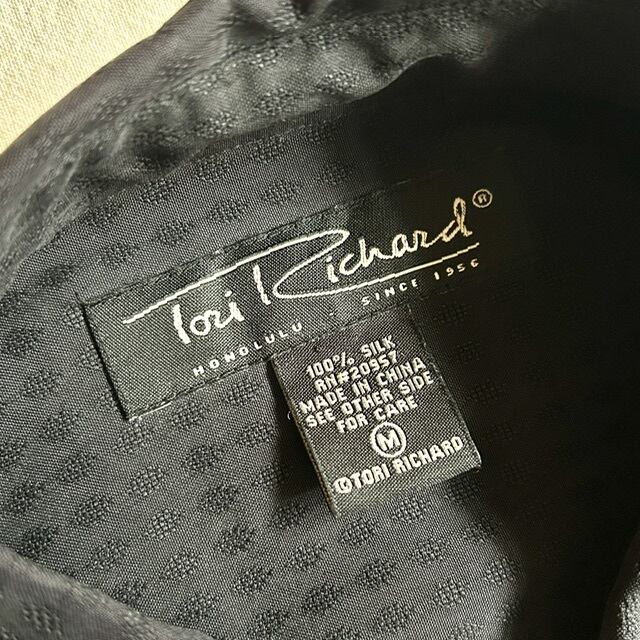 Tori Richard®
HONOLULU · SINCE 1956
100% SILK
RN#20957
MADE IN CHINA
SEE OTHER SIDE
FOR CARE
M
©TORI RICHARD